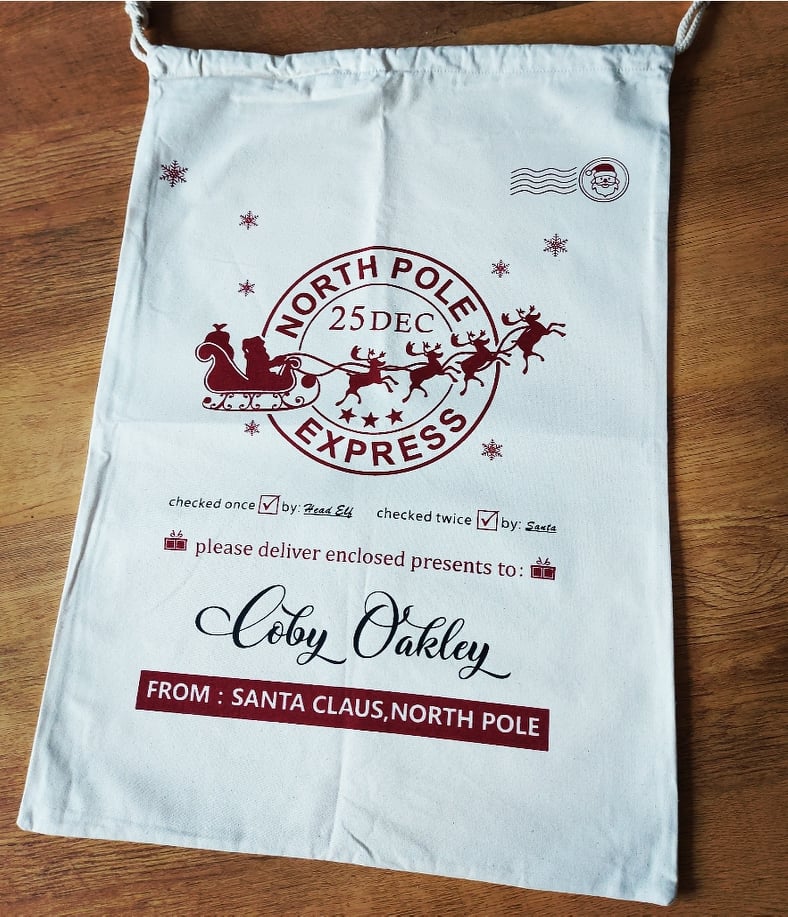 NORTH POLE
25DEC
EXPRESS
checked once by: Head Elf checked twice by: Santa
please deliver enclosed presents to:
Coby Oakley
FROM : SANTA CLAUS,NORTH POLE